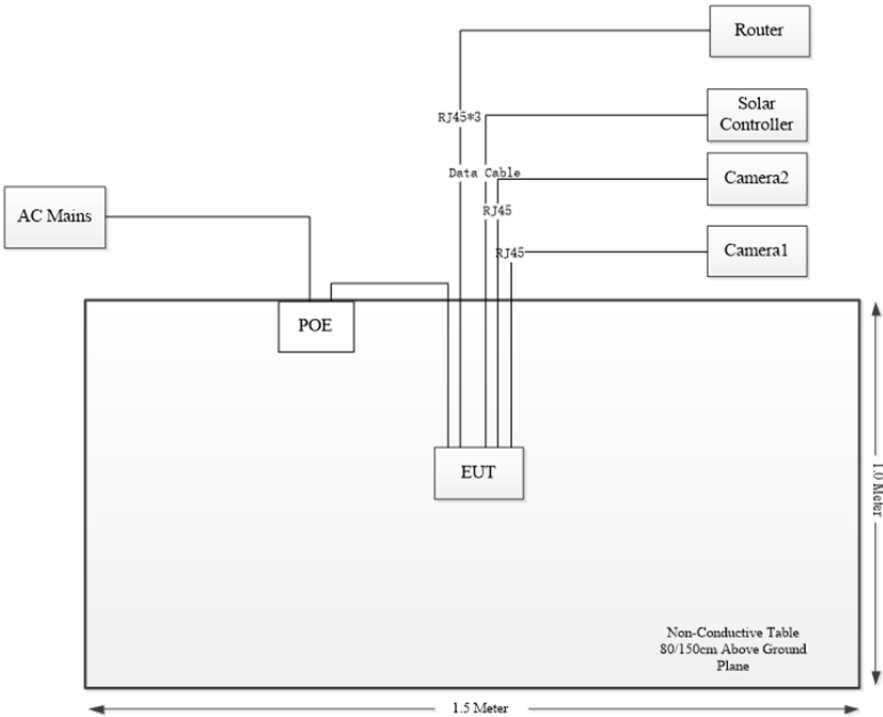 Router
RJ45*3
Solar
Controller
Data Cable
Camera2
AC Mains
RJ45
RJ45
Camera1
POE
EUT
1.0 Meter
Non-Conductive Table
80/150cm Above Ground
Plane
1.5 Meter